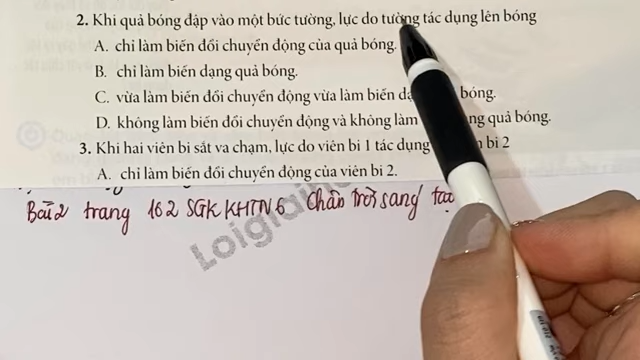 2. Khi quả bóng đập vào một bức tường, lực do tường tác dụng lên bóng
A. chỉ làm biến đổi chuyển động của quả bóng.
B. chỉ làm biến dạng quả bóng.
C. vừa làm biến đổi chuyển động vừa làm biến bóng.
D. không làm biến đổi chuyển động và không làm quả bóng.
3. Khi hai viên bi sắt va chạm, lực do viên bi 1 tác dụng bi 2
A. chỉ làm biến đổi chuyển động của viên bi 2.
Bài 2 trang 162 SGK KHTN 6 Chân trời sáng